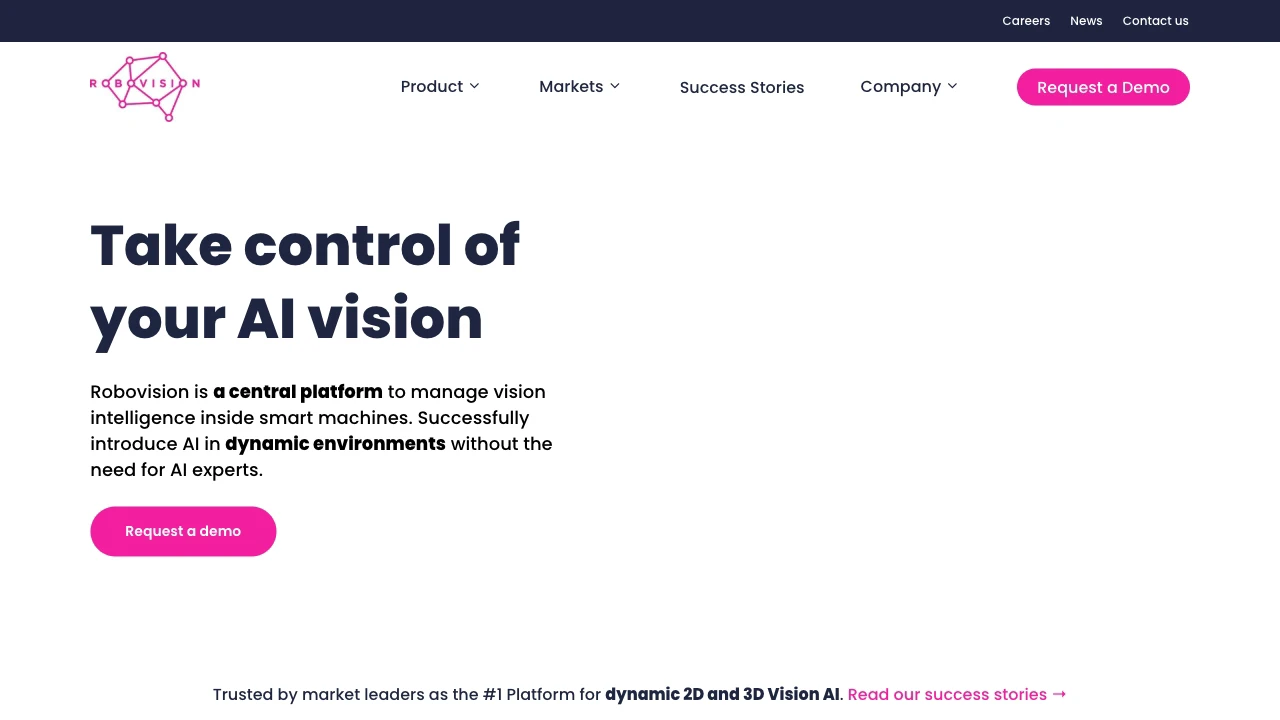 Careers News Contact us
ROBOVISION
Product Markets Success Stories Company Request a Demo
Take control of
your AI vision
Robovision is a central platform to manage vision
intelligence inside smart machines. Successfully
introduce AI in dynamic environments without the
need for AI experts.
Request a demo
Trusted by market leaders as the #1 Platform for dynamic 2D and 3D Vision AI. Read our success stories →